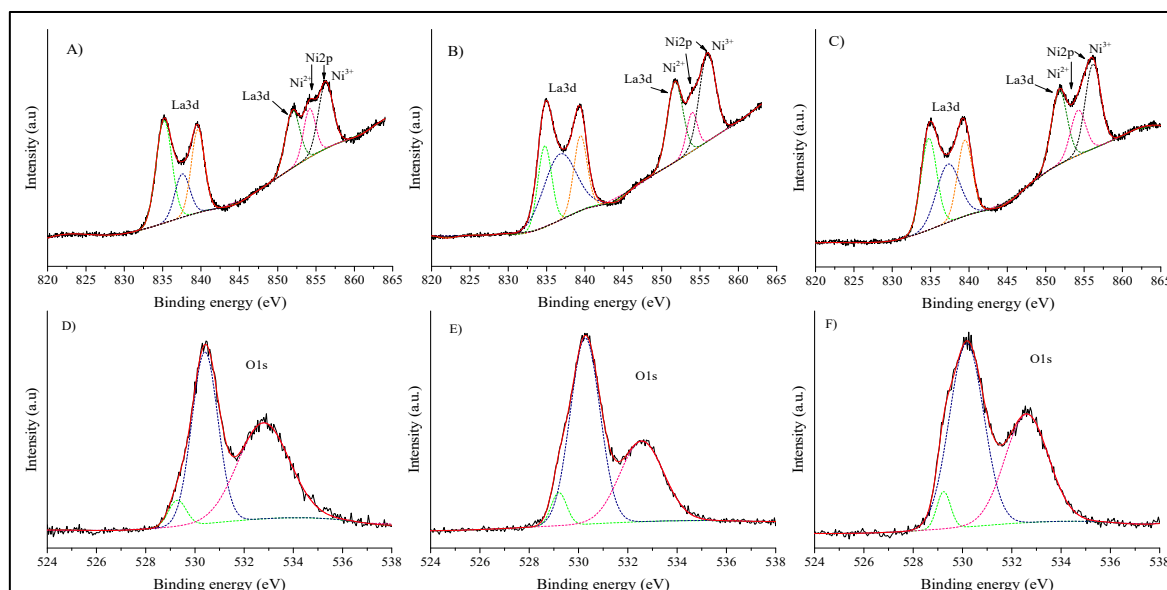 A)
Ni2p
Ni²⁺
Ni³⁺
La3d
La3d
Intensity (a.u)
820 825 830 835 840 845 850 855 860 865
Binding energy (eV)
B)
Ni2p
Ni³⁺
Ni²⁺
La3d
La3d
Intensity (a.u)
820 825 830 835 840 845 850 855 860 865
Binding energy (eV)
C)
Ni2p
Ni³⁺
Ni²⁺
La3d
La3d
Intensity (a.u.)
820 825 830 835 840 845 850 855 860 865
Binding energy (eV)
D)
O1s
Intensity (a.u)
524 526 528 530 532 534 536 538
Binding energy (eV)
E)
O1s
Intensity (a.u)
524 526 528 530 532 534 536 538
Binding energy (eV)
F)
O1s
Intensity (a.u.)
524 526 528 530 532 534 536 538
Binding energy (eV)